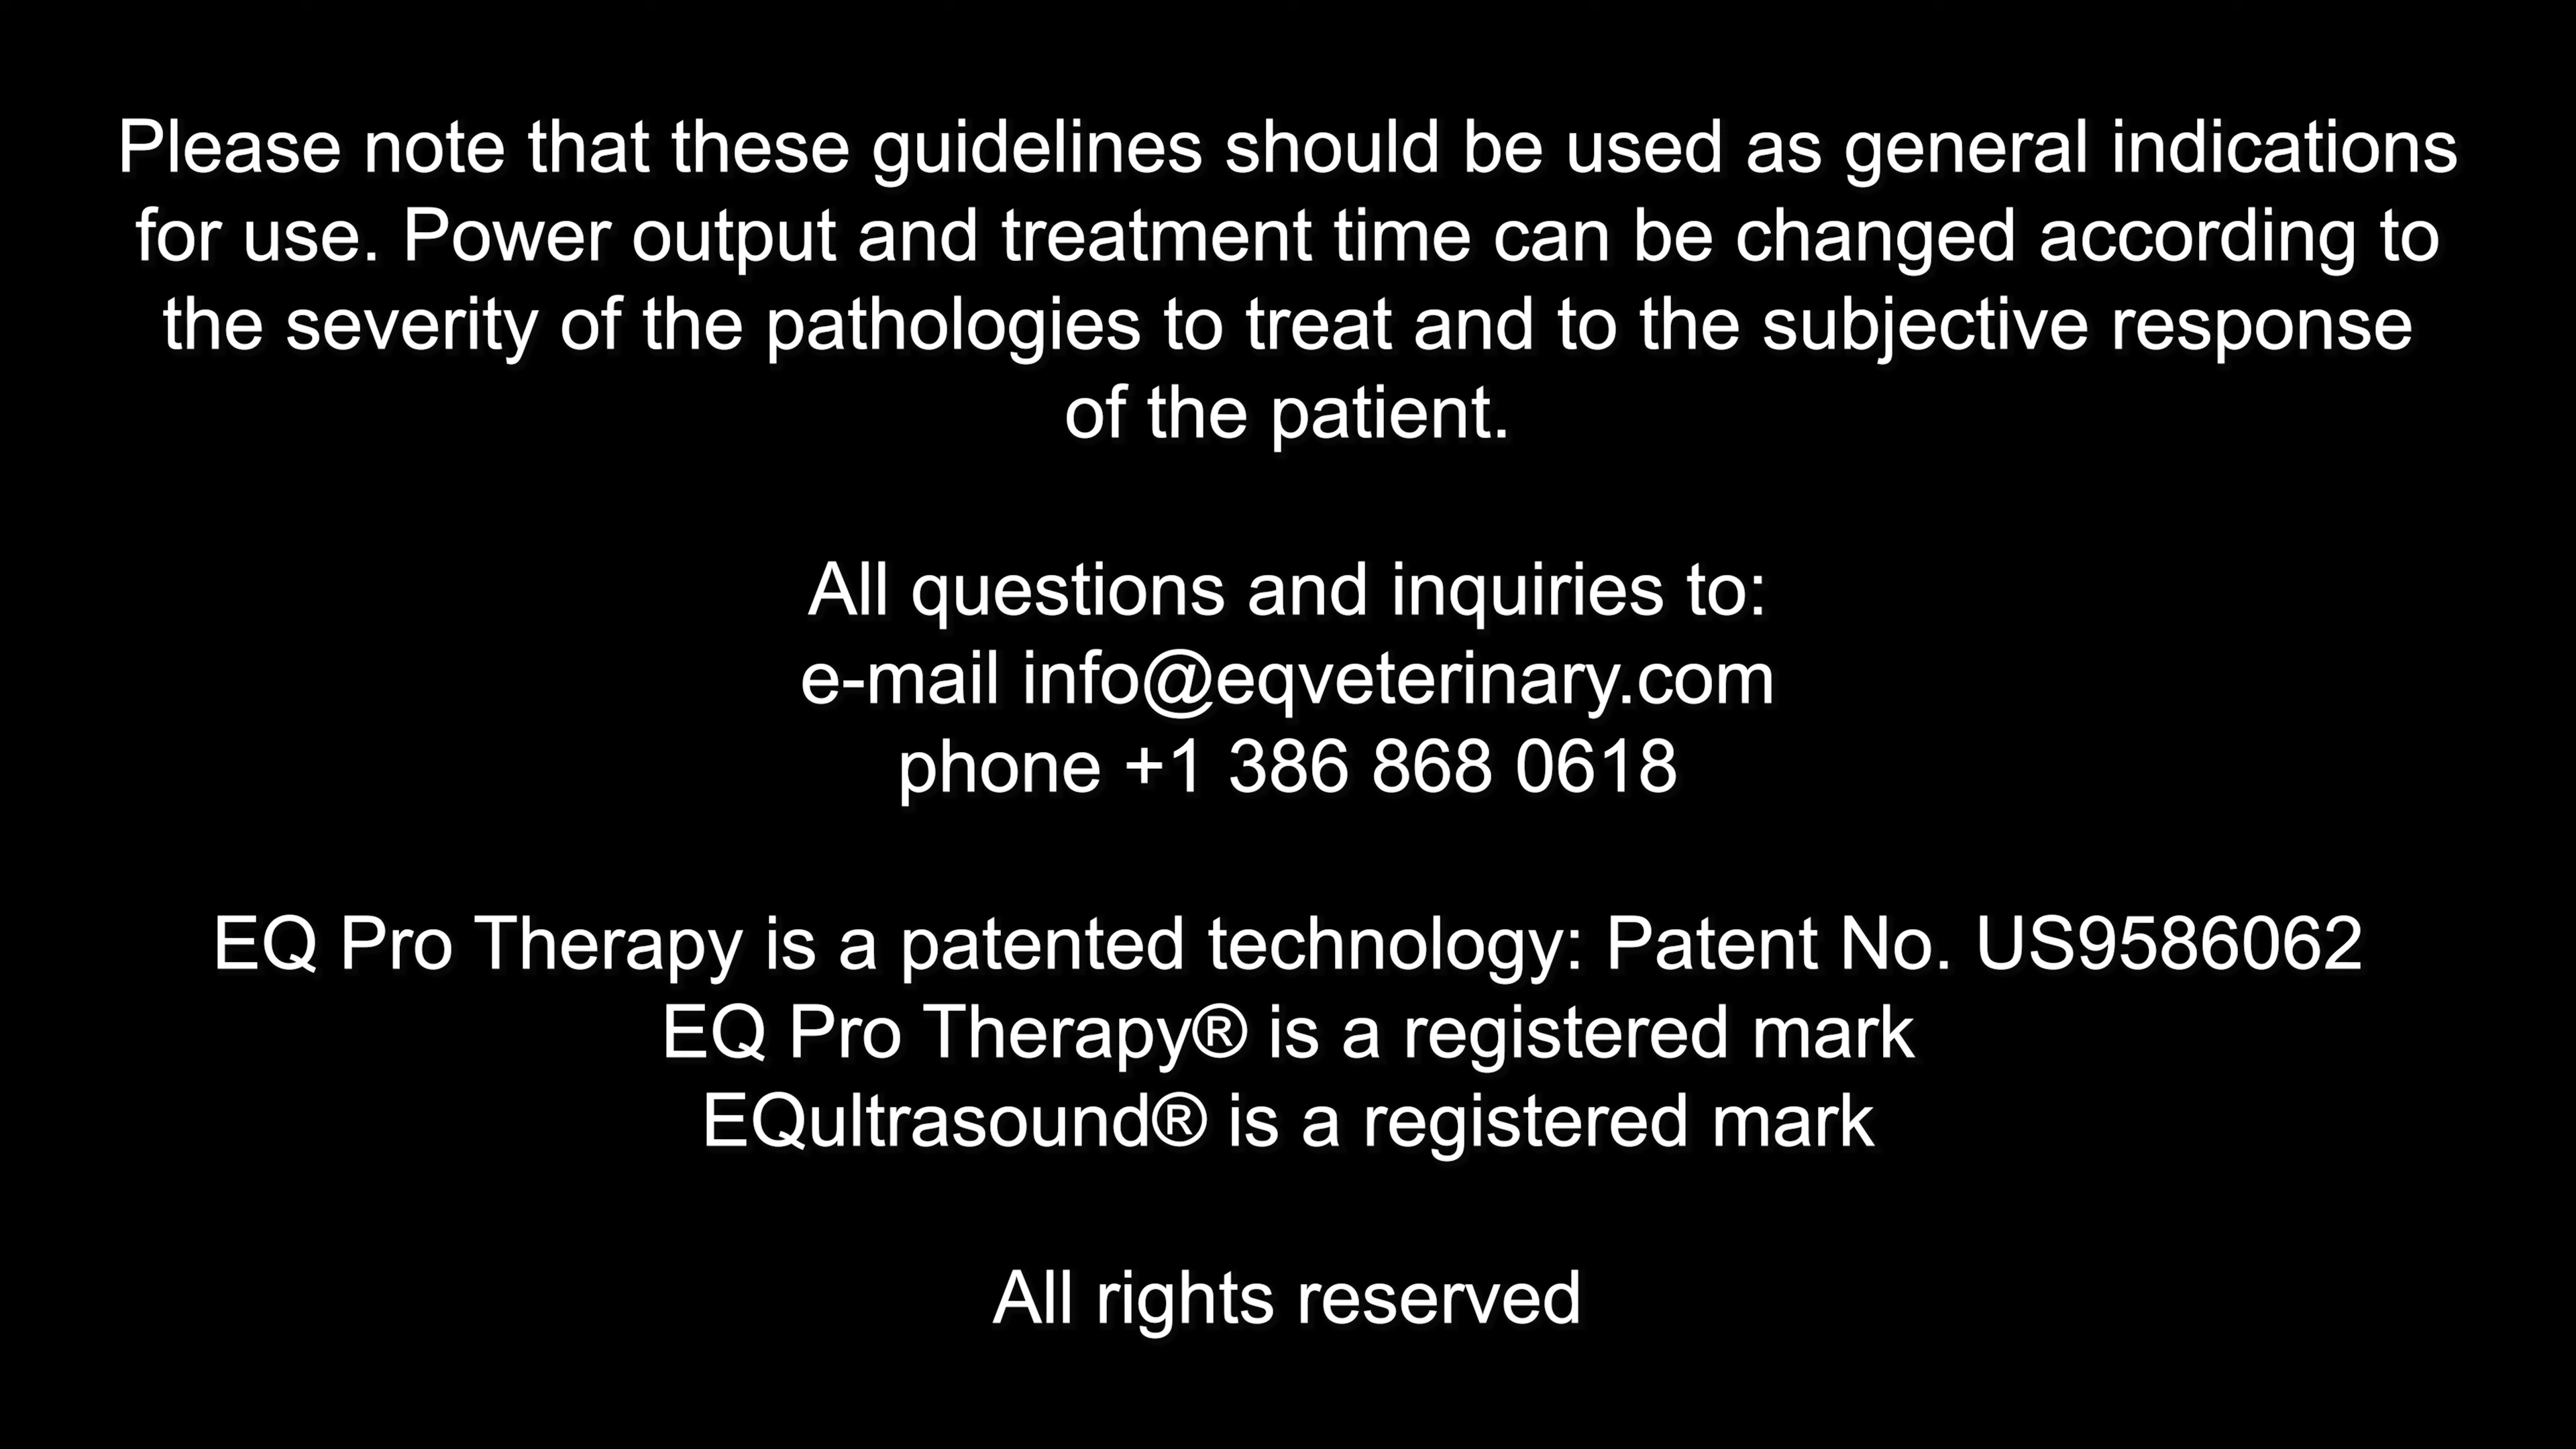 Please note that these guidelines should be used as general indications
for use. Power output and treatment time can be changed according to
the severity of the pathologies to treat and to the subjective response
of the patient.
All questions and inquiries to:
e-mail info@eqveterinary.com
phone +1 386 868 0618
EQ Pro Therapy is a patented technology: Patent No. US9586062
EQ Pro Therapy® is a registered mark
EQultrasound® is a registered mark
All rights reserved